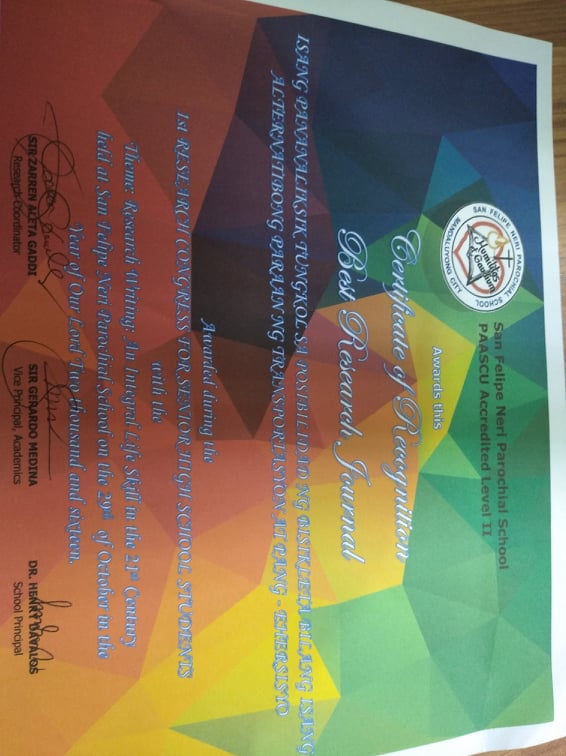 SAN FELIPE NERI PAROCHIAL SCHOOL
Humilitas
et Gaudium
MANDALUYONG CITY
San Felipe Neri Parochial School
PAASCU Accredited Level II
Awards this
Certificate of Recognition
Best Research Journal
ISANG PANANALIKSIK TUNGKOL SA POSIBILIDAD NG BISIKLETA BILANG ISANG
ALTERNATIBONG PARAAN NG TRANSPORTASYON AT PANG - EHERSISYO
Awarded during the
1st RESEARCH CONGRESS FOR SENIOR HIGH SCHOOL STUDENTS
with the
Theme: Research Writing: An Integral Life Skill in the 21st Century
held at San Felipe Neri Parochial School on the 29th of October in the
Year of Our Lord Two thousand and sixteen.
SIR ZARREN ALETA GADDI
Research Coordinator
SIR GERARDO MEDINA
Vice Principal, Academics
DR. HENRY DAVALOS
School Principal